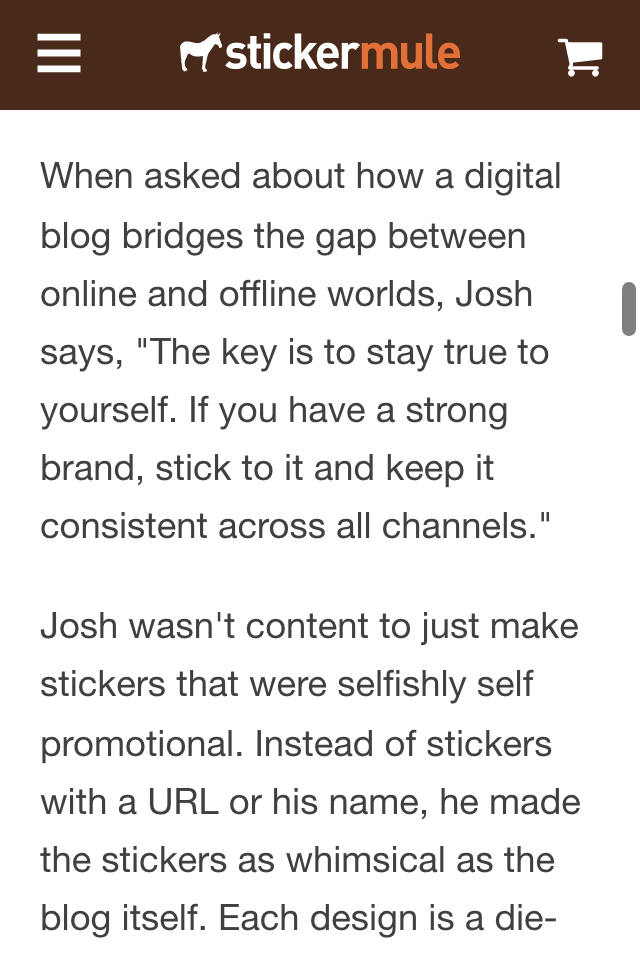 stickermule
When asked about how a digital
blog bridges the gap between
online and offline worlds, Josh
says, "The key is to stay true to
yourself. If you have a strong
brand, stick to it and keep it
consistent across all channels."
Josh wasn't content to just make
stickers that were selfishly self
promotional. Instead of stickers
with a URL or his name, he made
the stickers as whimsical as the
blog itself. Each design is a die-